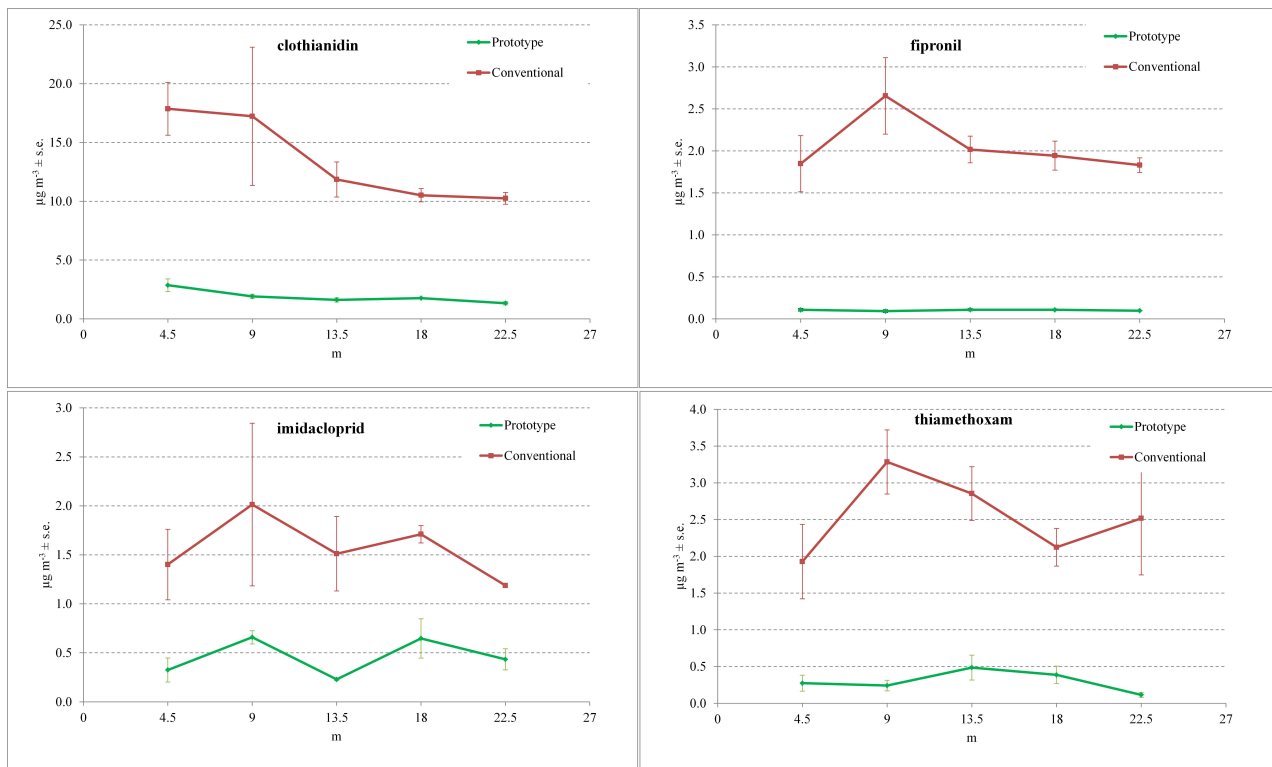 clothianidin
Prototype
Conventional
µg m⁻³ ± s.e.
25.0
20.0
15.0
10.0
5.0
0.0
0 4.5 9 13.5 18 22.5 27
m
fipronil
Prototype
Conventional
µg m⁻³ ± s.e.
3.5
3.0
2.5
2.0
1.5
1.0
0.5
0.0
0 4.5 9 13.5 18 22.5 27
m
imidacloprid
Prototype
Conventional
µg m⁻³ ± s.e.
3.0
2.5
2.0
1.5
1.0
0.5
0.0
0 4.5 9 13.5 18 22.5 27
m
thiamethoxam
Prototype
Conventional
µg m⁻³ ± s.e.
4.0
3.5
3.0
2.5
2.0
1.5
1.0
0.5
0.0
0 4.5 9 13.5 18 22.5 27
m